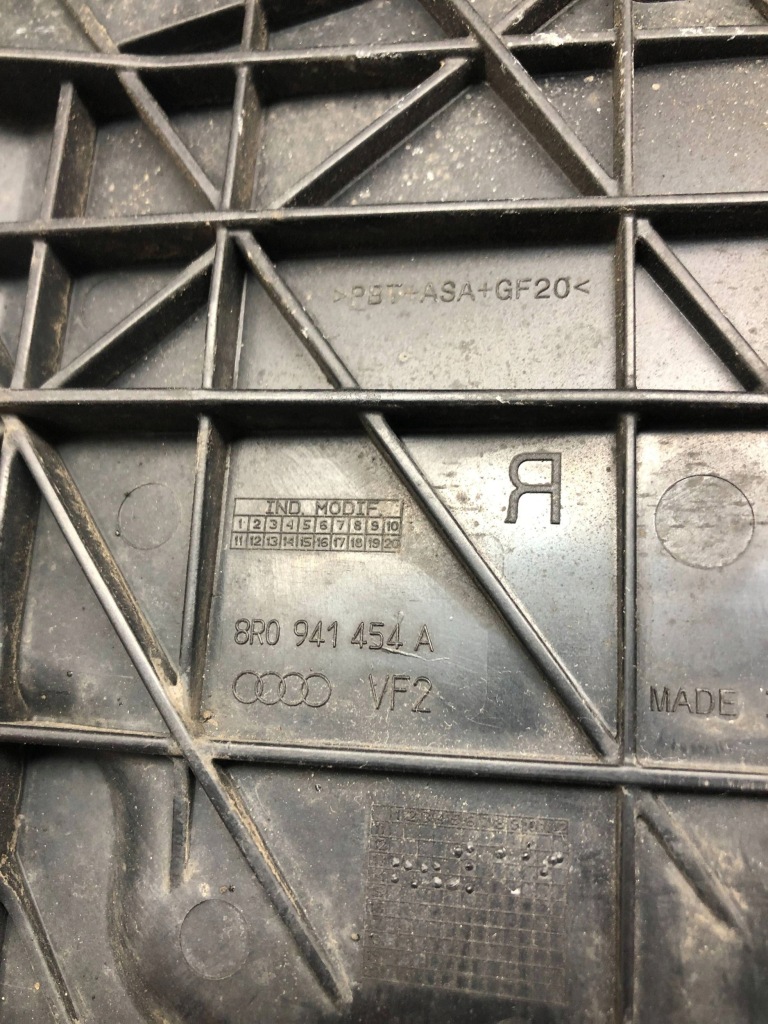 >PBT+ASA+GF20<
Я
IND. MODIF.
1 2 3 4 5 6 7 8 9 10
11 12 13 14 15 16 17 18 19 20
8R0 941 454 A
VF2
MADE